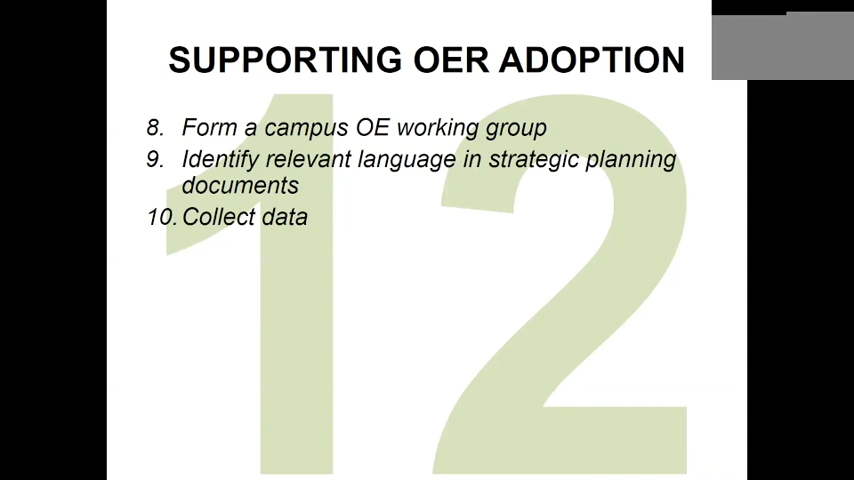 SUPPORTING OER ADOPTION
8. Form a campus OE working group
9. Identify relevant language in strategic planning
documents
10. Collect data
12